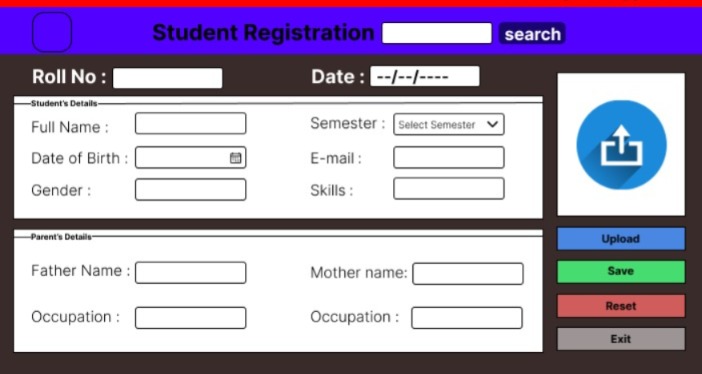 Student Registration search
Roll No : Date : --/--/----
Student's Details
Full Name : Semester : Select Semester
Date of Birth : E-mail :
Gender : Skills :
Parent's Details
Father Name : Mother name:
Occupation : Occupation :
Upload
Save
Reset
Exit